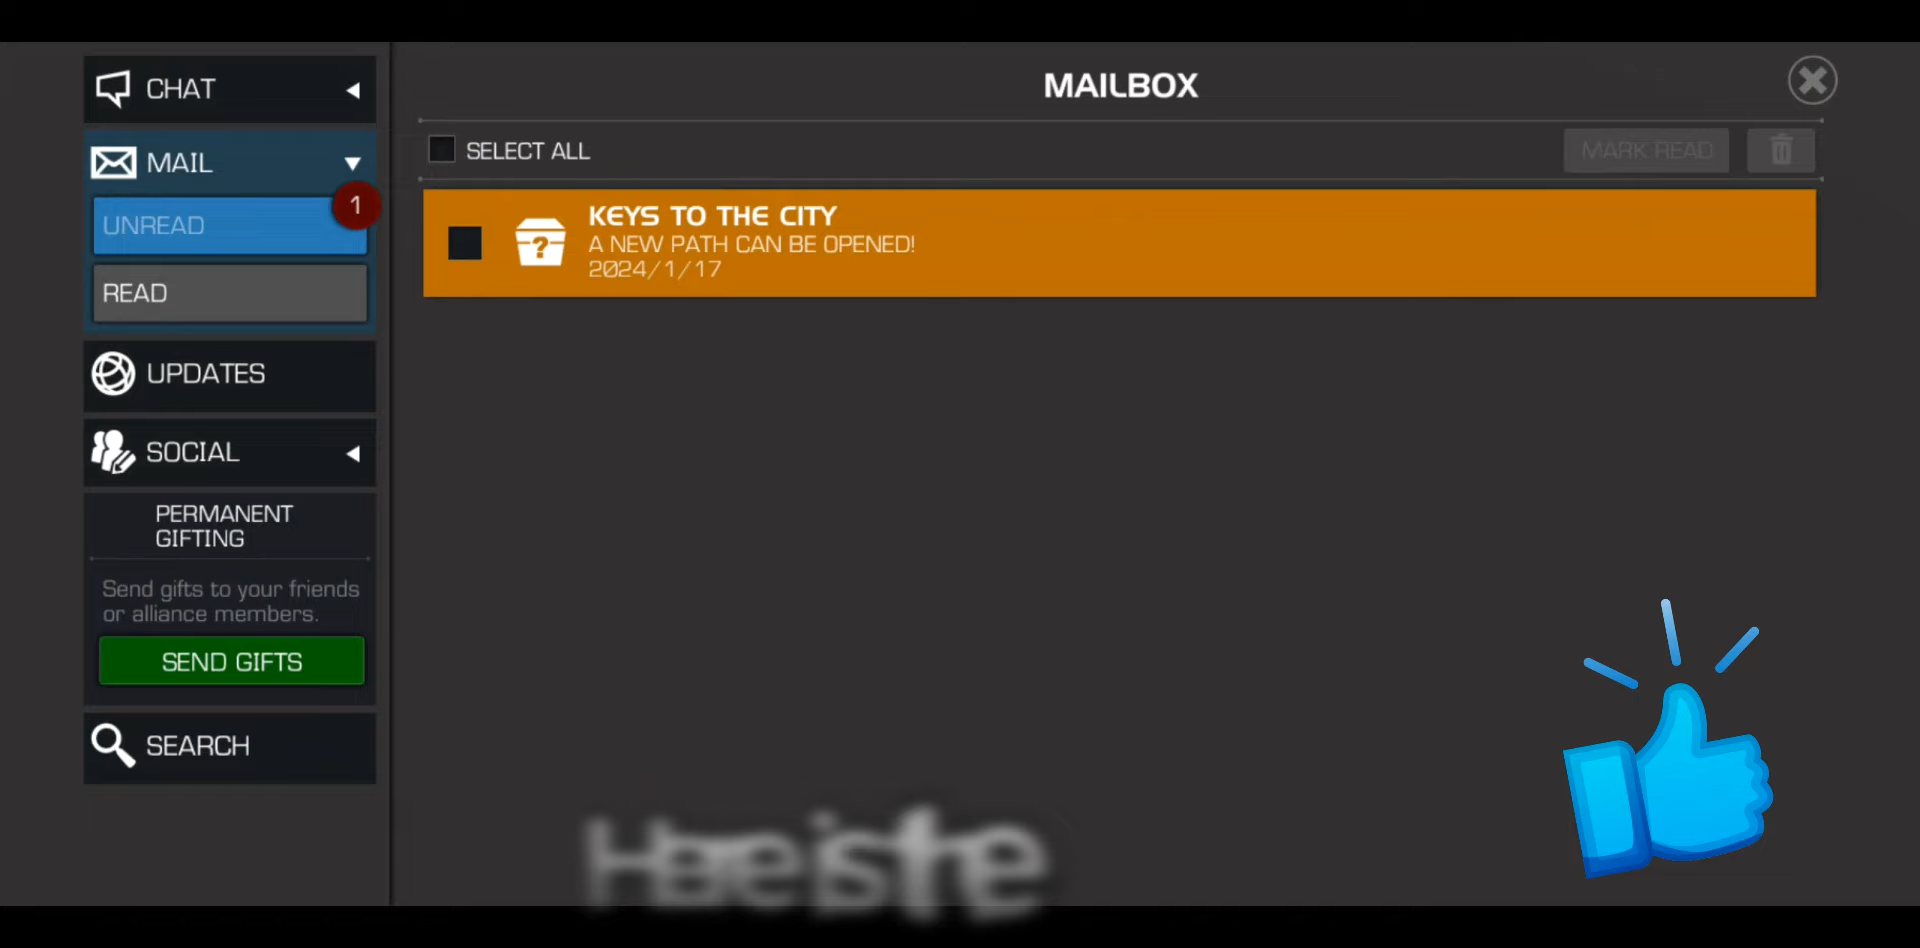 CHAT
MAIL
1
UNREAD
READ
UPDATES
SOCIAL
PERMANENT
GIFTING
Send gifts to your friends
or alliance members.
SEND GIFTS
SEARCH
MAILBOX
SELECT ALL
MARK READ
KEYS TO THE CITY
A NEW PATH CAN BE OPENED!
2024/1/17
?